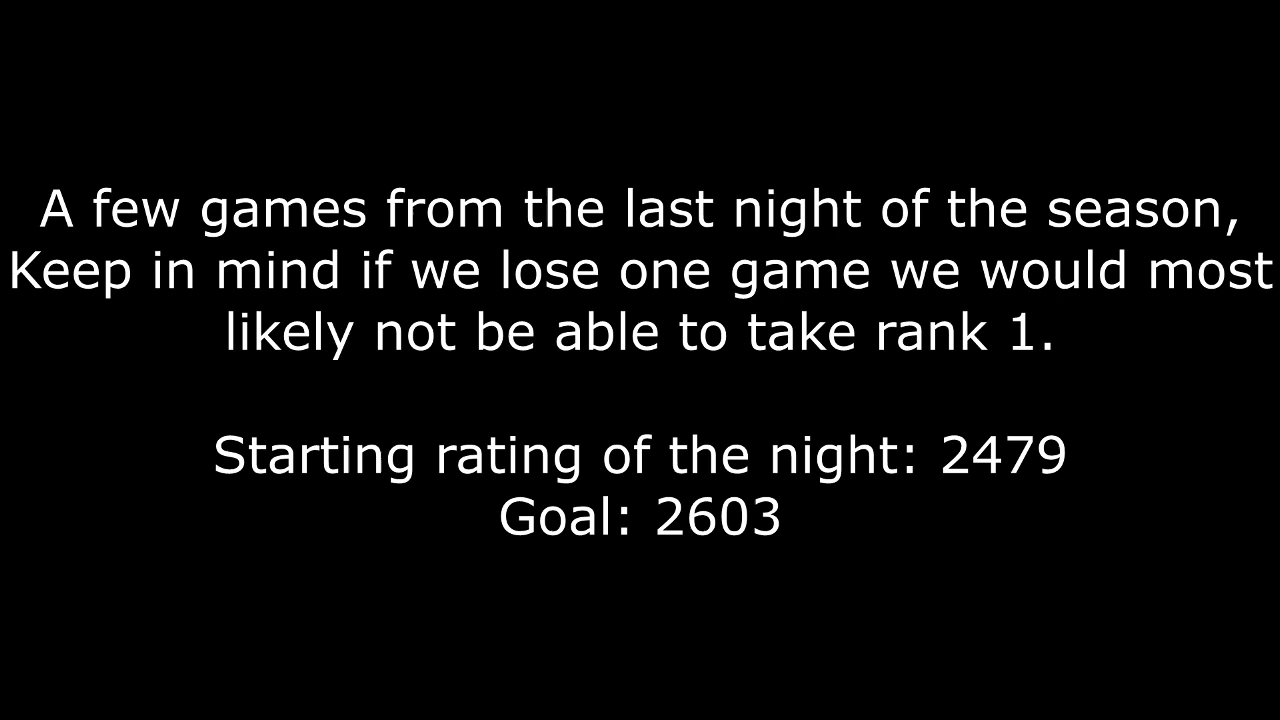 A few games from the last night of the season,
Keep in mind if we lose one game we would most
likely not be able to take rank 1.
Starting rating of the night: 2479
Goal: 2603